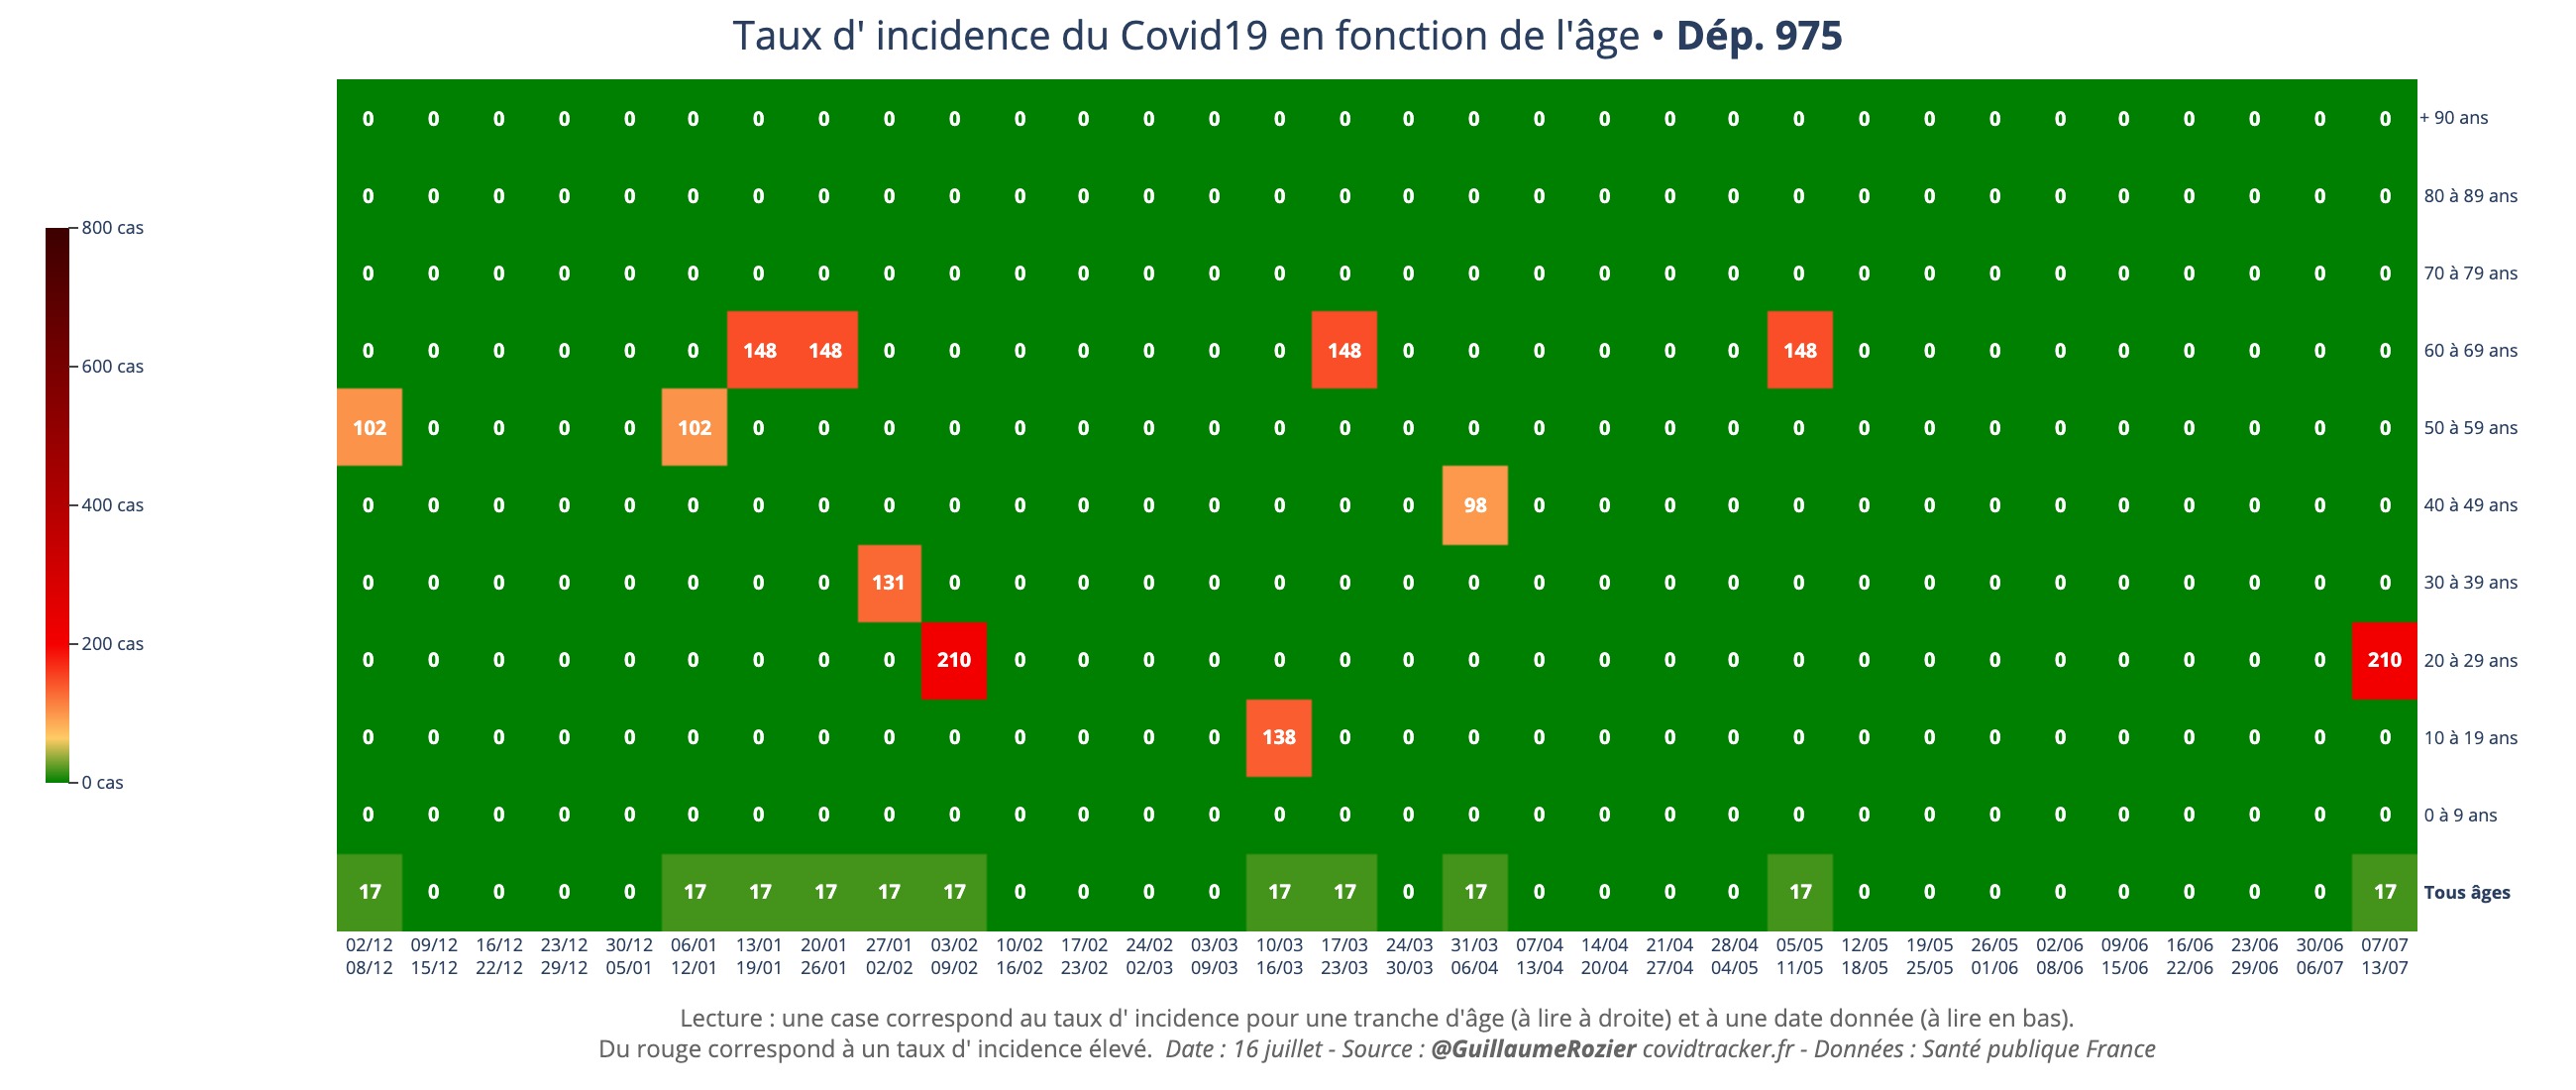 Taux d' incidence du Covid19 en fonction de l'âge • Dép. 975
0 0 0 0 0 0 0 0 0 0 0 0 0 0 0 0 0 0 0 0 0 0 0 0 0 0 0 0 0 0 0 0 + 90 ans
0 0 0 0 0 0 0 0 0 0 0 0 0 0 0 0 0 0 0 0 0 0 0 0 0 0 0 0 0 0 0 0 80 à 89 ans
800 cas
0 0 0 0 0 0 0 0 0 0 0 0 0 0 0 0 0 0 0 0 0 0 0 0 0 0 0 0 0 0 0 0 70 à 79 ans
0 0 0 0 0 0 148 148 0 0 0 0 0 0 0 148 0 0 0 0 0 0 148 0 0 0 0 0 0 0 0 0 60 à 69 ans
600 cas
102 0 0 0 0 102 0 0 0 0 0 0 0 0 0 0 0 0 0 0 0 0 0 0 0 0 0 0 0 0 0 0 50 à 59 ans
400 cas
0 0 0 0 0 0 0 0 0 0 0 0 0 0 0 0 0 98 0 0 0 0 0 0 0 0 0 0 0 0 0 0 40 à 49 ans
0 0 0 0 0 0 0 0 131 0 0 0 0 0 0 0 0 0 0 0 0 0 0 0 0 0 0 0 0 0 0 0 30 à 39 ans
200 cas
0 0 0 0 0 0 0 0 0 210 0 0 0 0 0 0 0 0 0 0 0 0 0 0 0 0 0 0 0 0 0 210 20 à 29 ans
0 0 0 0 0 0 0 0 0 0 0 0 0 0 138 0 0 0 0 0 0 0 0 0 0 0 0 0 0 0 0 0 10 à 19 ans
0 cas
0 0 0 0 0 0 0 0 0 0 0 0 0 0 0 0 0 0 0 0 0 0 0 0 0 0 0 0 0 0 0 0 0 à 9 ans
17 0 0 0 0 17 17 17 17 17 0 0 0 0 17 17 0 17 0 0 0 0 17 0 0 0 0 0 0 0 0 17 Tous âges
02/12 09/12 16/12 23/12 30/12 06/01 13/01 20/01 27/01 03/02 10/02 17/02 24/02 03/03 10/03 17/03 24/03 31/03 07/04 14/04 21/04 28/04 05/05 12/05 19/05 26/05 02/06 09/06 16/06 23/06 30/06 07/07
08/12 15/12 22/12 29/12 05/01 12/01 19/01 26/01 02/02 09/02 16/02 23/02 02/03 09/03 16/03 23/03 30/03 06/04 13/04 20/04 27/04 04/05 11/05 18/05 25/05 01/06 08/06 15/06 22/06 29/06 06/07 13/07
Lecture : une case correspond au taux d' incidence pour une tranche d'âge (à lire à droite) et à une date donnée (à lire en bas).
Du rouge correspond à un taux d' incidence élevé. Date : 16 juillet - Source : @GuillaumeRozier covidtracker.fr - Données : Santé publique France